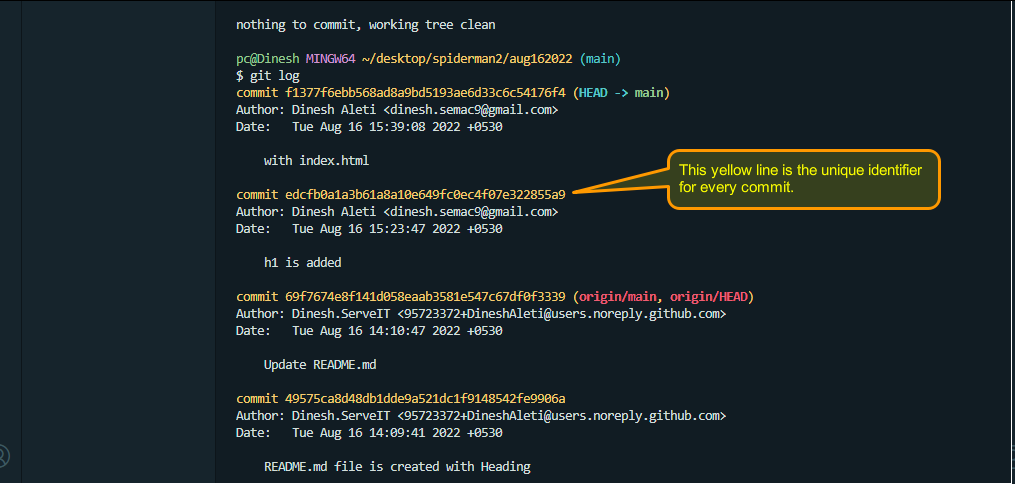 nothing to commit, working tree clean
pc@Dinesh MINGW64 ~/desktop/spiderman2/aug162022 (main)
$ git log
commit f1377f6ebb568ad8a9bd5193ae6d33c6c54176f4 (HEAD -> main)
Author: Dinesh Aleti <dinesh.semac9@gmail.com>
Date:   Tue Aug 16 15:39:08 2022 +0530
with index.html
commit edcfb0a1a3b61a8a10e649fc0ec4f07e322855a9
Author: Dinesh Aleti <dinesh.semac9@gmail.com>
Date:   Tue Aug 16 15:23:47 2022 +0530
This yellow line is the unique identifier
for every commit.
h1 is added
commit 69f7674e8f141d058eaab3581e547c67df0f3339 (origin/main, origin/HEAD)
Author: Dinesh.ServeIT <95723372+DineshAleti@users.noreply.github.com>
Date:   Tue Aug 16 14:10:47 2022 +0530
Update README.md
commit 49575ca8d48db1dde9a521dc1f9148542fe9906a
Author: Dinesh.ServeIT <95723372+DineshAleti@users.noreply.github.com>
Date:   Tue Aug 16 14:09:41 2022 +0530
README.md file is created with Heading